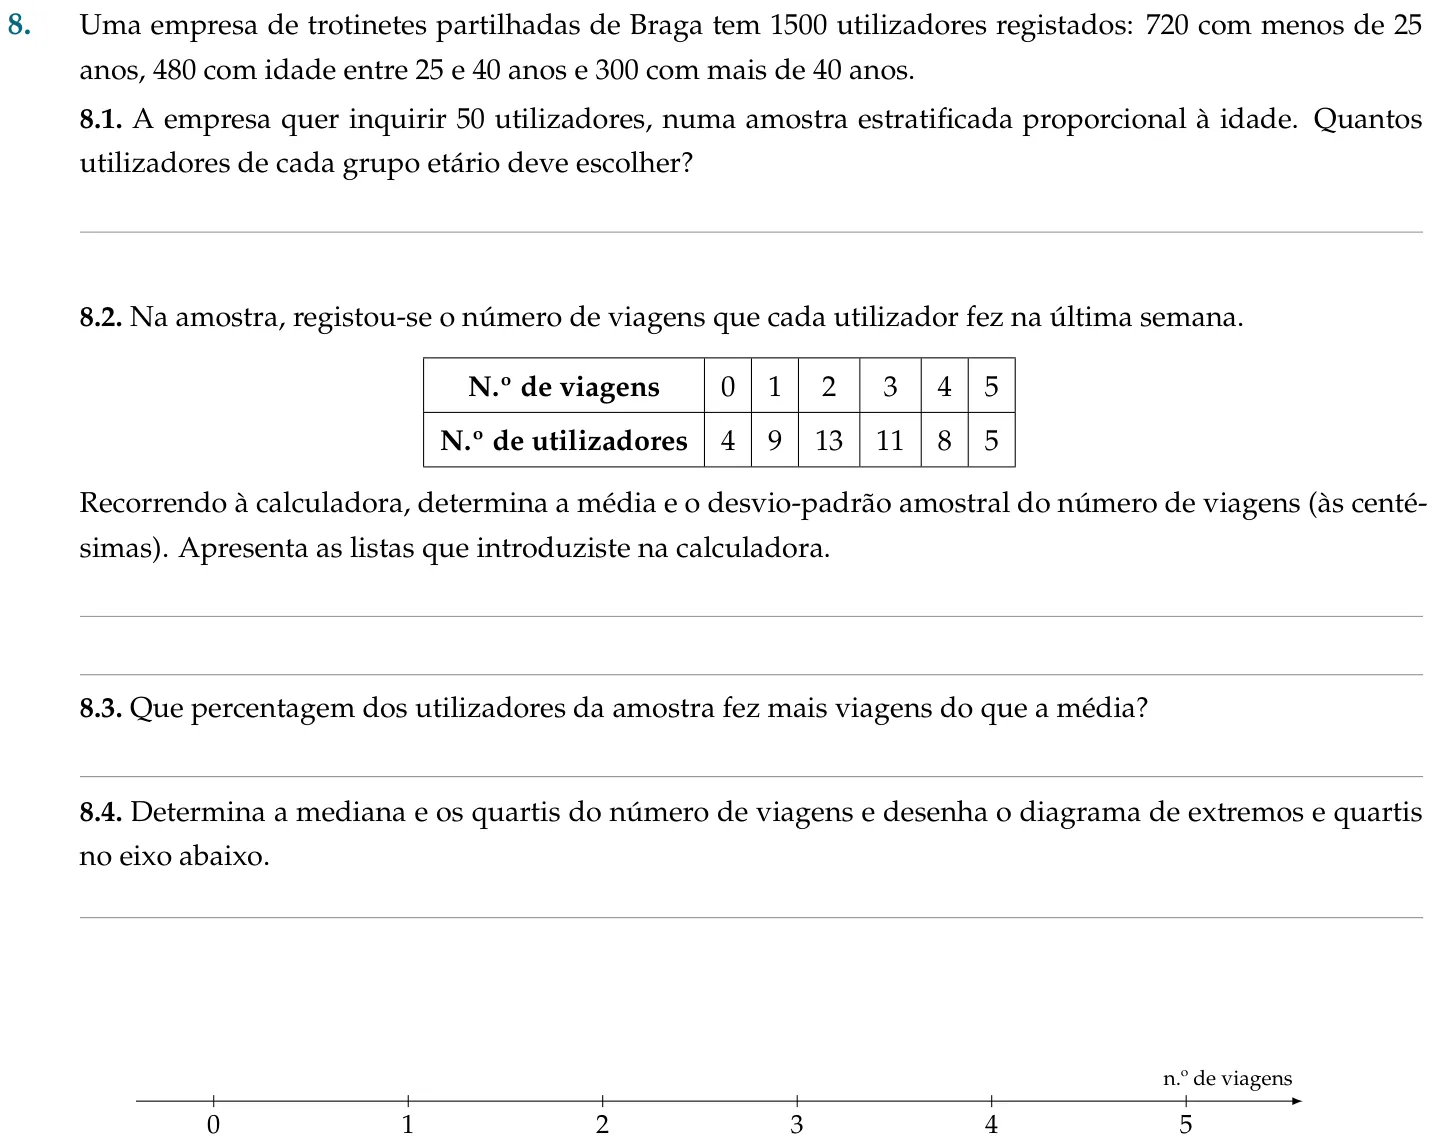 8. Uma empresa de trotinetes partilhadas de Braga tem 1500 utilizadores registados: 720 com menos de 25
anos, 480 com idade entre 25 e 40 anos e 300 com mais de 40 anos.
8.1. A empresa quer inquirir 50 utilizadores, numa amostra estratificada proporcional à idade. Quantos
utilizadores de cada grupo etário deve escolher?
8.2. Na amostra, registou-se o número de viagens que cada utilizador fez na última semana.
N.º de viagens 0 1 2 3 4 5
N.º de utilizadores 4 9 13 11 8 5
Recorrendo à calculadora, determina a média e o desvio-padrão amostral do número de viagens (às centé-
simas). Apresenta as listas que introduziste na calculadora.
8.3. Que percentagem dos utilizadores da amostra fez mais viagens do que a média?
8.4. Determina a mediana e os quartis do número de viagens e desenha o diagrama de extremos e quartis
no eixo abaixo.
n.º de viagens
0 1 2 3 4 5